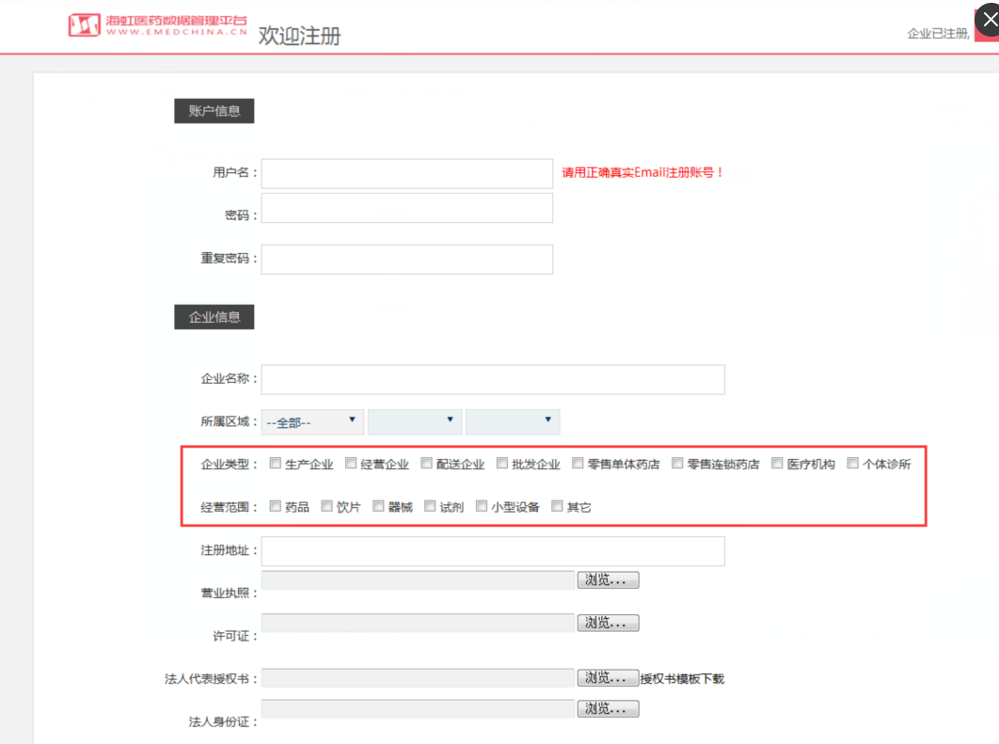 海虹医药数据管理平台
WWW.EMEDCHINA.CN
欢迎注册
企业已注册,
账户信息
用户名： 请用正确真实Email注册账号！
密码：
重复密码：
企业信息
企业名称：
所属区域： --全部--
企业类型： 生产企业 经营企业 配送企业 批发企业 零售单体药店 零售连锁药店 医疗机构 个体诊所
经营范围： 药品 饮片 器械 试剂 小型设备 其它
注册地址：
浏览...
营业执照：
浏览...
许可证：
法人代表授权书： 浏览... 授权书模板下载
浏览...
法人身份证：